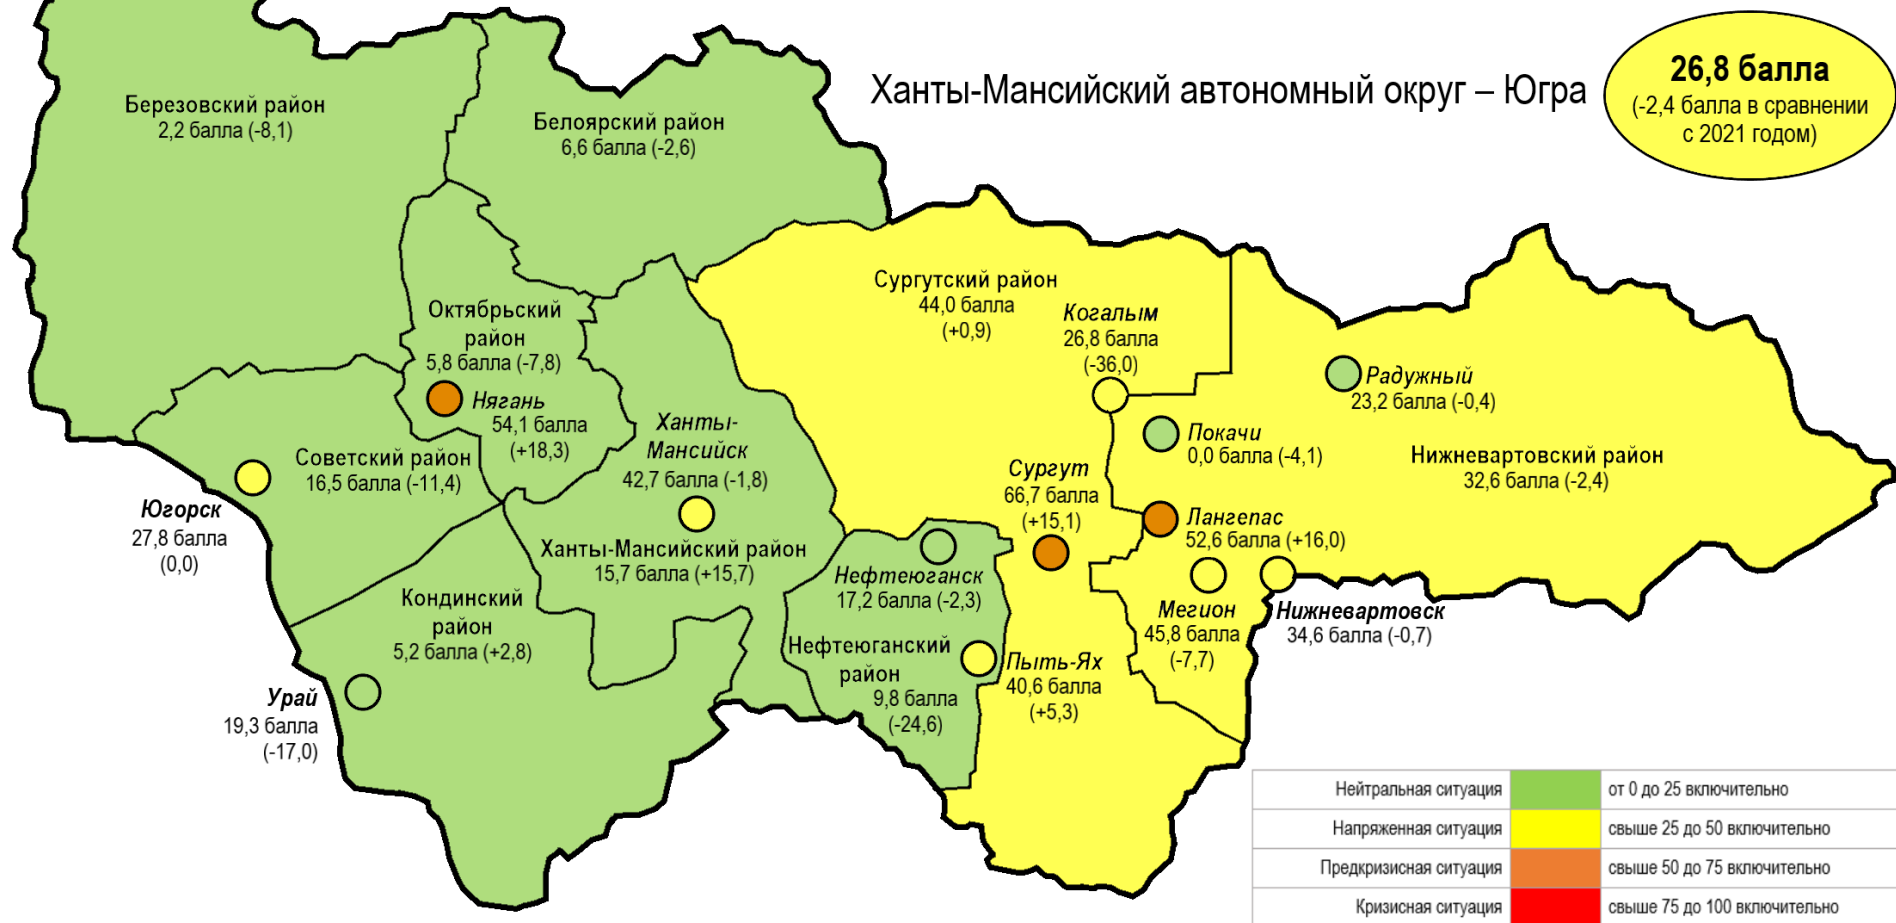 Ханты-Мансийский автономный округ – Югра
26,8 балла
(-2,4 балла в сравнении
с 2021 годом)
Березовский район
2,2 балла (-8,1)
Белоярский район
6,6 балла (-2,6)
Октябрьский
район
5,8 балла (-7,8)
Нягань
54,1 балла
(+18,3)
Советский район
16,5 балла (-11,4)
Югорск
27,8 балла
(0,0)
Ханты-
Мансийск
42,7 балла (-1,8)
Ханты-Мансийский район
15,7 балла (+15,7)
Кондинский
район
5,2 балла (+2,8)
Урай
19,3 балла
(-17,0)
Сургутский район
44,0 балла
(+0,9)
Когалым
26,8 балла
(-36,0)
Радужный
23,2 балла (-0,4)
Покачи
0,0 балла (-4,1)
Нижневартовский район
32,6 балла (-2,4)
Сургут
66,7 балла
(+15,1)
Лангепас
52,6 балла (+16,0)
Нефтеюганск
17,2 балла (-2,3)
Нефтеюганский
район
9,8 балла
(-24,6)
Пыть-Ях
40,6 балла
(+5,3)
Мегион
45,8 балла
(-7,7)
Нижневартовск
34,6 балла (-0,7)
Нейтральная ситуация от 0 до 25 включительно
Напряженная ситуация свыше 25 до 50 включительно
Предкризисная ситуация свыше 50 до 75 включительно
Кризисная ситуация свыше 75 до 100 включительно